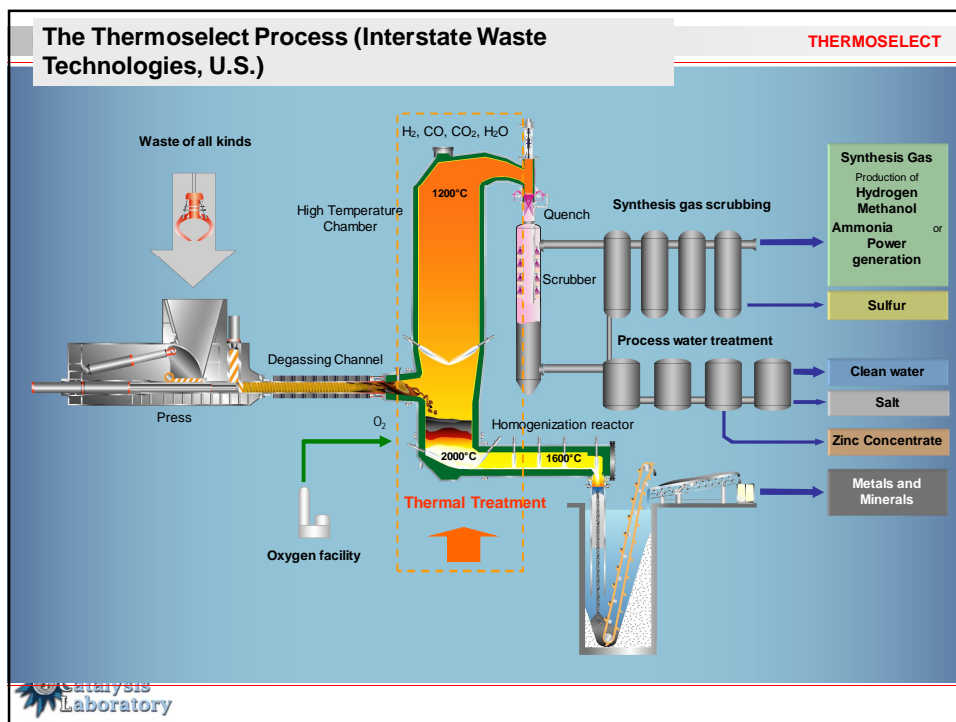 The Thermoselect Process (Interstate Waste
Technologies, U.S.)
THERMOSELECT
Waste of all kinds
H₂, CO, CO₂, H₂O
1200°C
High Temperature
Chamber
Quench
Synthesis gas scrubbing
Scrubber
Synthesis Gas
Production of
Hydrogen
Methanol
Ammonia or
Power
generation
Sulfur
Process water treatment
Degassing Channel
Press
Clean water
Salt
O₂
Homogenization reactor
Zinc Concentrate
2000°C
1600°C
Metals and
Minerals
Thermal Treatment
Oxygen facility
Catalysis
Laboratory